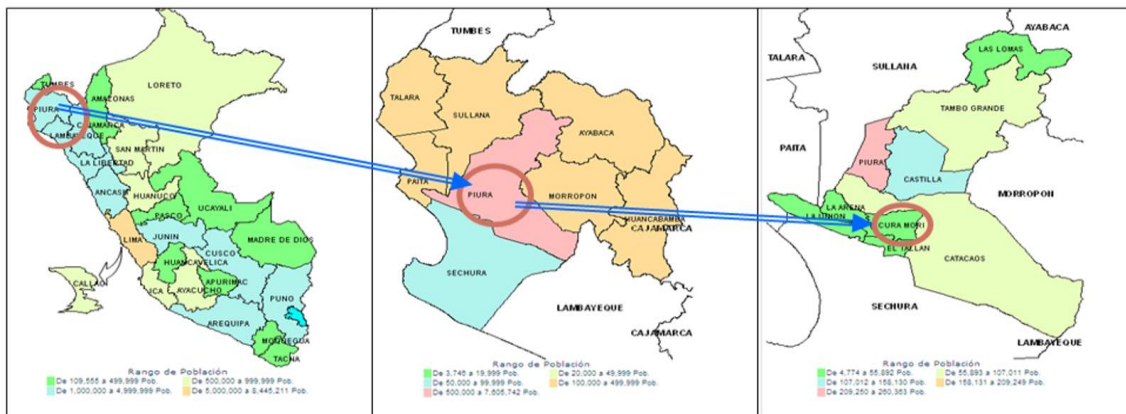 TUMBES
LORETO
PIURA
AMAZONAS
CAJAMARCA
LAMBAYEQUE
SAN MARTIN
LA LIBERTAD
ANCASH
HUANUCO
UCAYALI
PASCO
LIMA
JUNIN
MADRE DE DIOS
CUSCO
HUANCAVELICA
CALLAO
APURIMAC
ICA
AYACUCHO
PUNO
AREQUIPA
MOQUEGUA
TACNA
Rango de Población
De 109,555 a 499,999 Pob.
De 500,000 a 999,999 Pob.
De 1,000,000 a 4,999,999 Pob.
De 5,000,000 a 8,445,211 Pob.
TUMBES
TALARA
SULLANA
AYABACA
PAITA
PIURA
MORROPON
HUANCABAMBA
CAJAMARCA
SECHURA
LAMBAYEQUE
CAJAMARCA
Rango de Población
De 3,746 a 19,999 Pob.
De 20,000 a 49,999 Pob.
De 50,000 a 99,999 Pob.
De 100,000 a 499,999 Pob.
De 500,000 a 7,605,742 Pob.
AYABACA
LAS LOMAS
TALARA
SULLANA
TAMBO GRANDE
PAITA
PIURA
CASTILLA
MORROPON
LA ARENA
LA UNION
CURA MORI
EL TALLAN
CATACAOS
SECHURA
LAMBAYEQUE
Rango de Población
De 4,774 a 55,892 Pob.
De 55,893 a 107,011 Pob.
De 107,012 a 158,130 Pob.
De 158,131 a 209,249 Pob.
De 209,250 a 260,363 Pob.